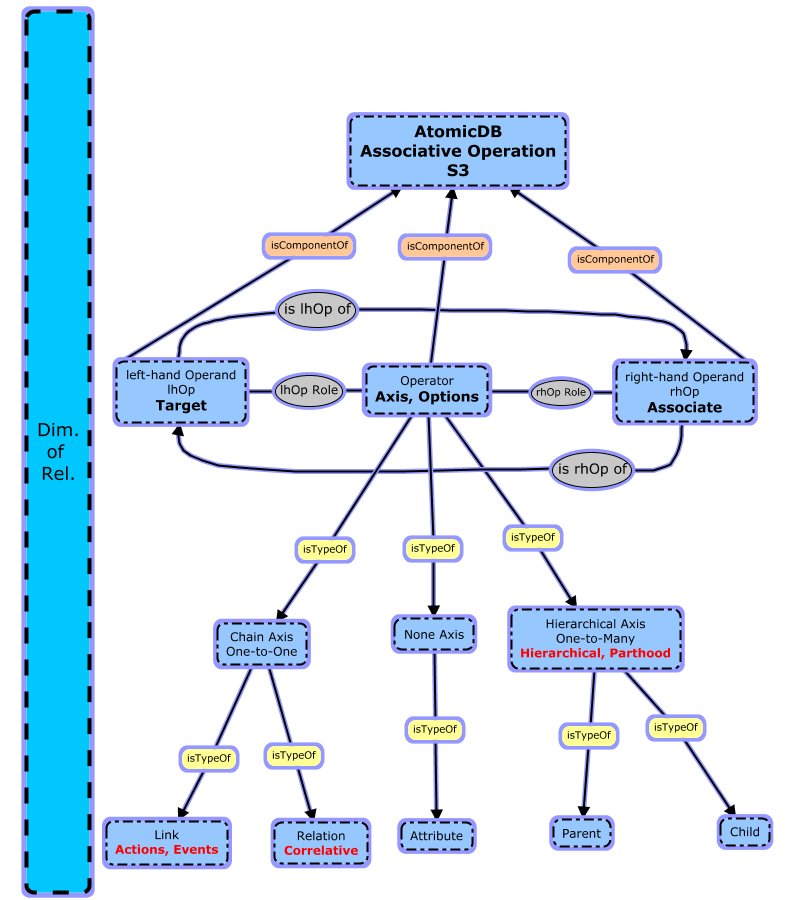 AtomicDB
Associative Operation
S3
isComponentOf
isComponentOf
isComponentOf
is lhOp of
left-hand Operand
lhOp
Target
lhOp Role
Operator
Axis, Options
rhOp Role
right-hand Operand
rhOp
Associate
Dim.
of
Rel.
is rhOp of
isTypeOf
isTypeOf
isTypeOf
Chain Axis
One-to-One
None Axis
Hierarchical Axis
One-to-Many
Hierarchical, Parthood
isTypeOf
isTypeOf
isTypeOf
isTypeOf
isTypeOf
Link
Actions, Events
Relation
Correlative
Attribute
Parent
Child